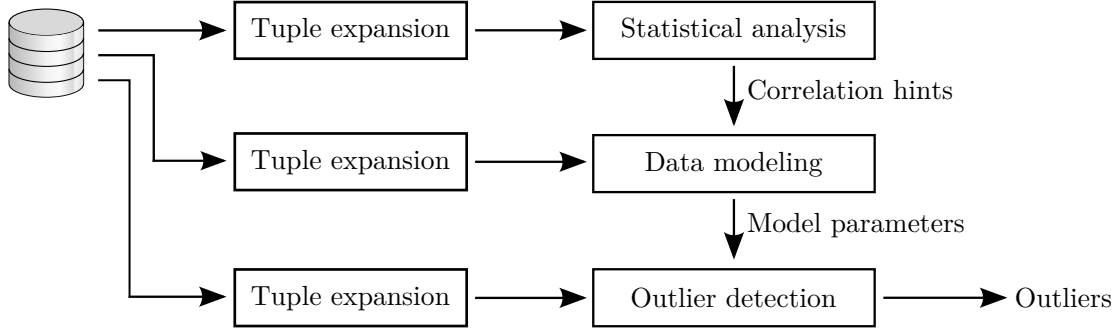 Tuple expansion
Statistical analysis
Correlation hints
Tuple expansion
Data modeling
Model parameters
Tuple expansion
Outlier detection
Outliers